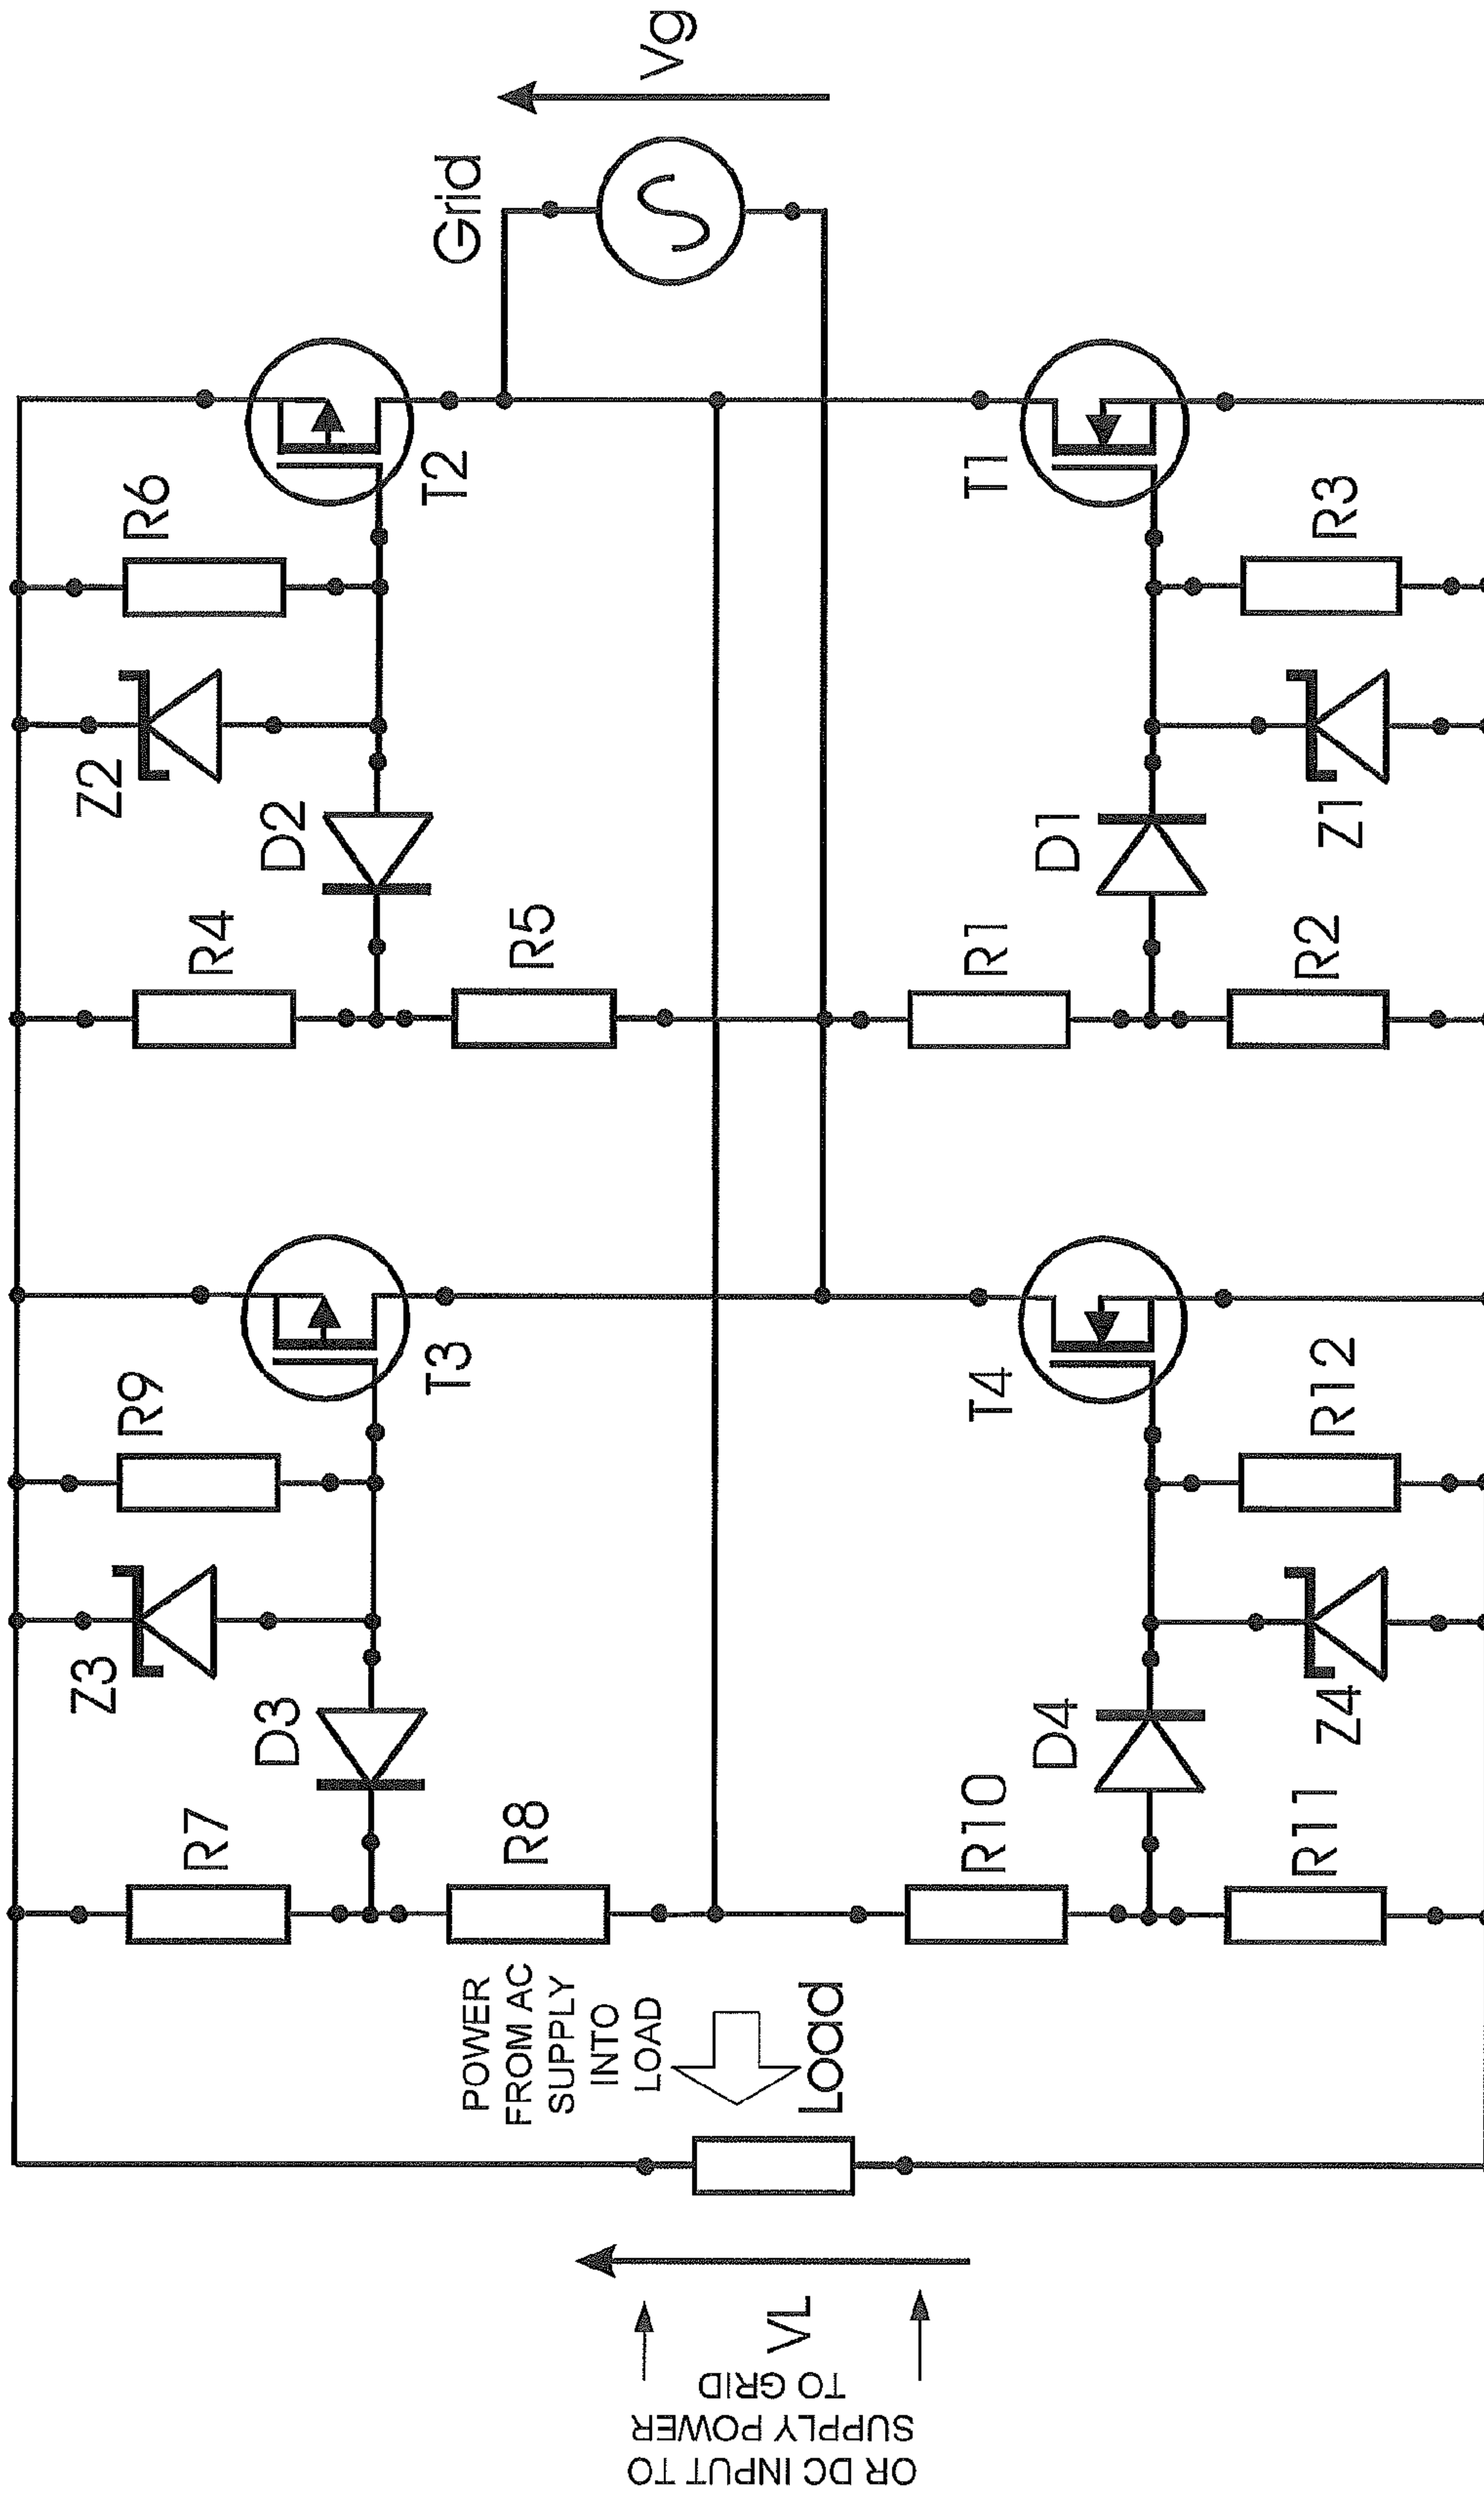 Vg
Grid
R6
T2
Z2
D2
R4
R5
T1
R3
D1
Z1
R1
R2
R9
T3
Z3
D3
R7
R8
T4
R12
D4
Z4
R10
R11
POWER
FROM AC
SUPPLY
INTO
LOAD
Load
VL
OR DC INPUT TO
SUPPLY POWER
TO GRID